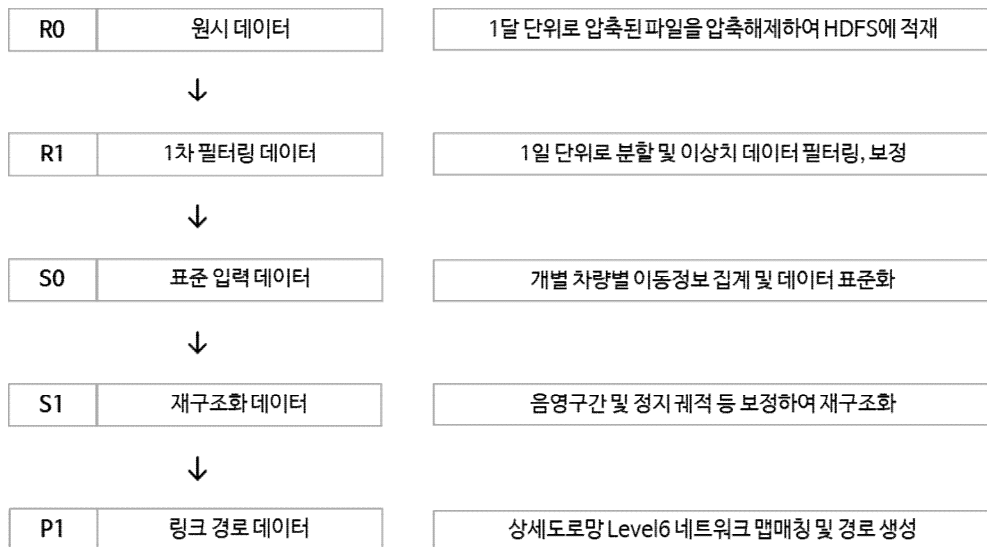 R0 원시 데이터 1달 단위로 압축된 파일을 압축해제하여 HDFS에 적재
↓
R1 1차 필터링 데이터 1일 단위로 분할 및 이상치 데이터 필터링, 보정
↓
S0 표준 입력 데이터 개별 차량별 이동정보 집계 및 데이터 표준화
↓
S1 재구조화 데이터 음영구간 및 정지 궤적 등 보정하여 재구조화
↓
P1 링크 경로 데이터 상세도로망 Level6 네트워크 맵매칭 및 경로 생성